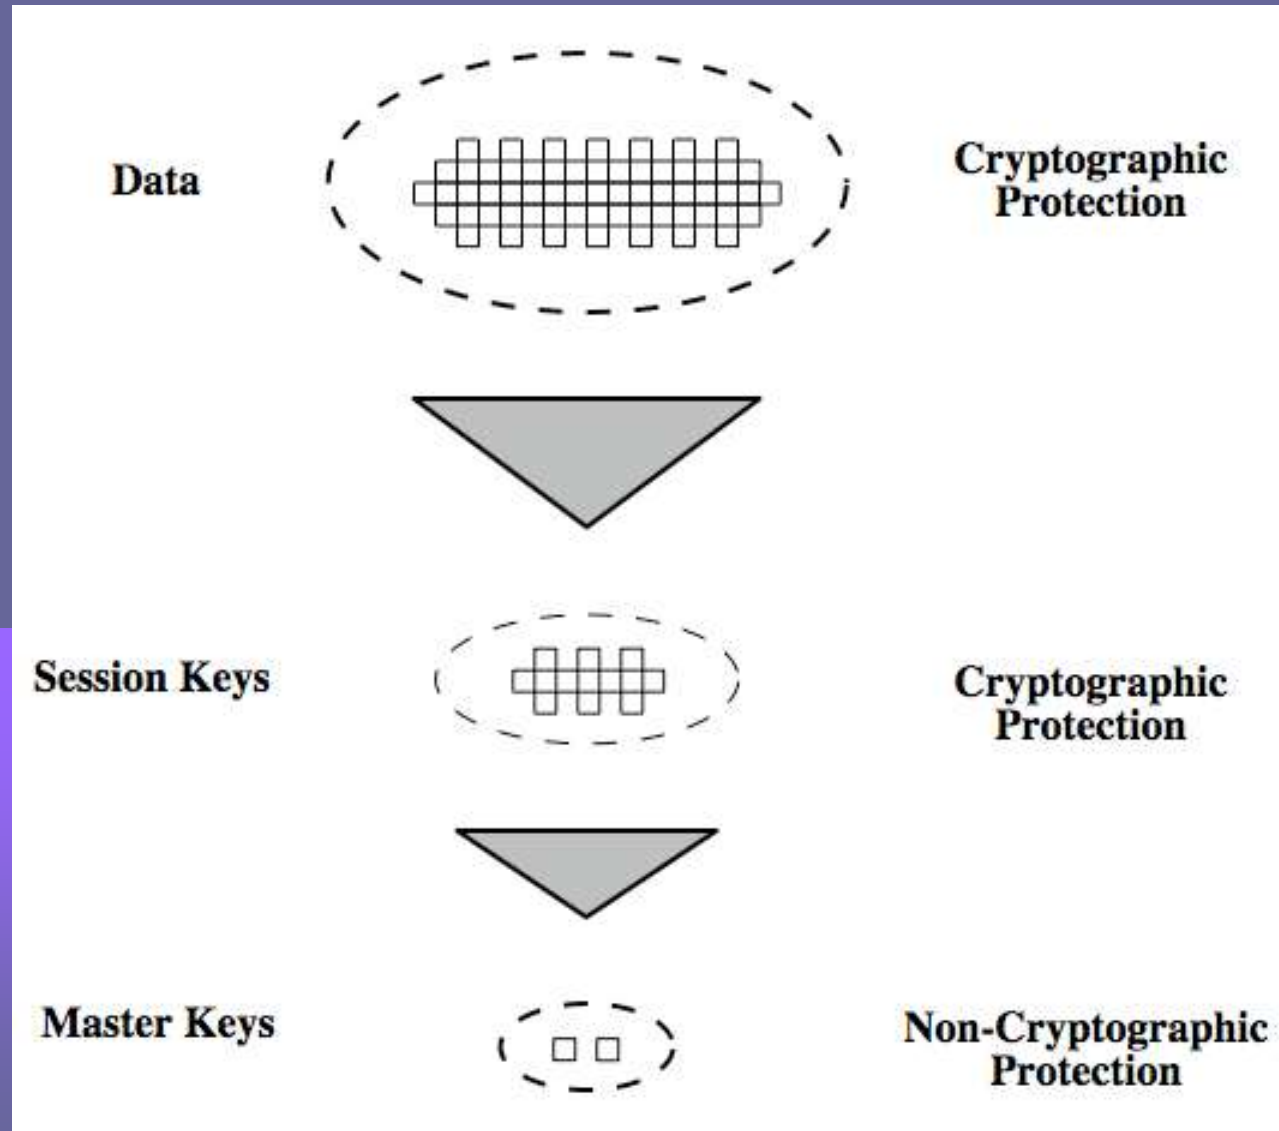 Data
Cryptographic
Protection
Session Keys
Cryptographic
Protection
Master Keys
Non-Cryptographic
Protection